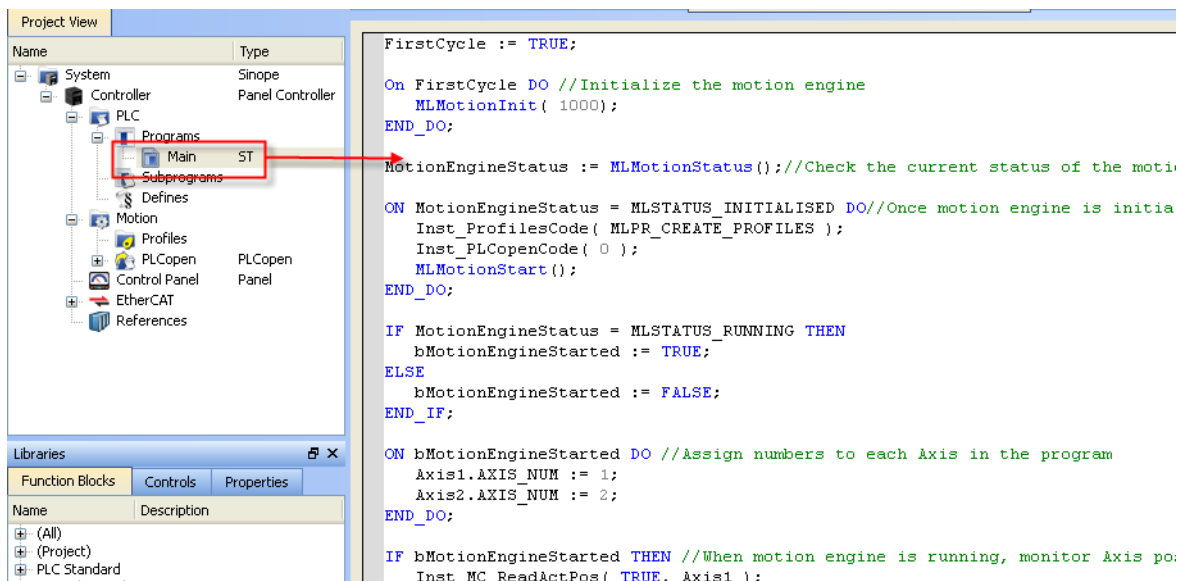 Project View
Name Type
System Sinope
Controller Panel Controller
PLC
Programs
Main ST
Subprograms
Defines
Motion
Profiles
PLCopen PLCopen
Control Panel Panel
EtherCAT
References
Libraries
Function Blocks Controls Properties
Name Description
(All)
(Project)
PLC Standard
FirstCycle := TRUE;
On FirstCycle DO //Initialize the motion engine
MLMotionInit( 1000);
END_DO;
MotionEngineStatus := MLMotionStatus();//Check the current status of the moti
ON MotionEngineStatus = MLSTATUS_INITIALISED DO//Once motion engine is initia
Inst_ProfilesCode( MLPR_CREATE_PROFILES );
Inst_PLCopenCode( 0 );
MLMotionStart();
END_DO;
IF MotionEngineStatus = MLSTATUS_RUNNING THEN
bMotionEngineStarted := TRUE;
ELSE
bMotionEngineStarted := FALSE;
END_IF;
ON bMotionEngineStarted DO //Assign numbers to each Axis in the program
Axis1.AXIS_NUM := 1;
Axis2.AXIS_NUM := 2;
END_DO;
IF bMotionEngineStarted THEN //When motion engine is running, monitor Axis po
Inst_MC_ReadActPos( TRUE, Axis1 );